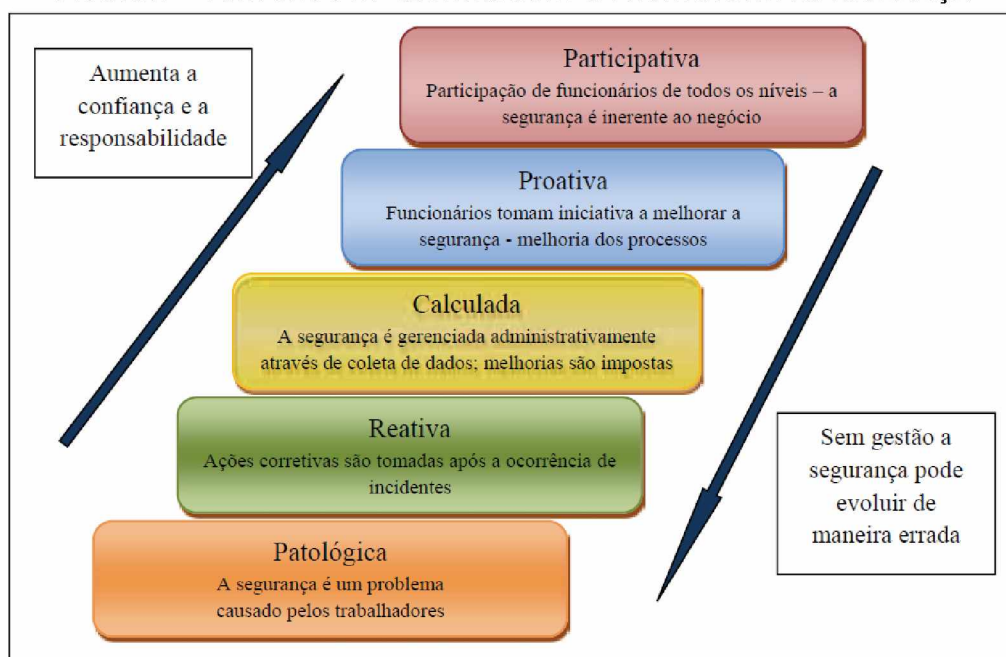 Aumenta a
confiança e a
responsabilidade
Participativa
Participação de funcionários de todos os níveis – a
segurança é inerente ao negócio
Proativa
Funcionários tomam iniciativa a melhorar a
segurança - melhoria dos processos
Calculada
A segurança é gerenciada administrativamente
através de coleta de dados; melhorias são impostas
Reativa
Ações corretivas são tomadas após a ocorrência de
incidentes
Patológica
A segurança é um problema
causado pelos trabalhadores
Sem gestão a
segurança pode
evoluir de
maneira errada